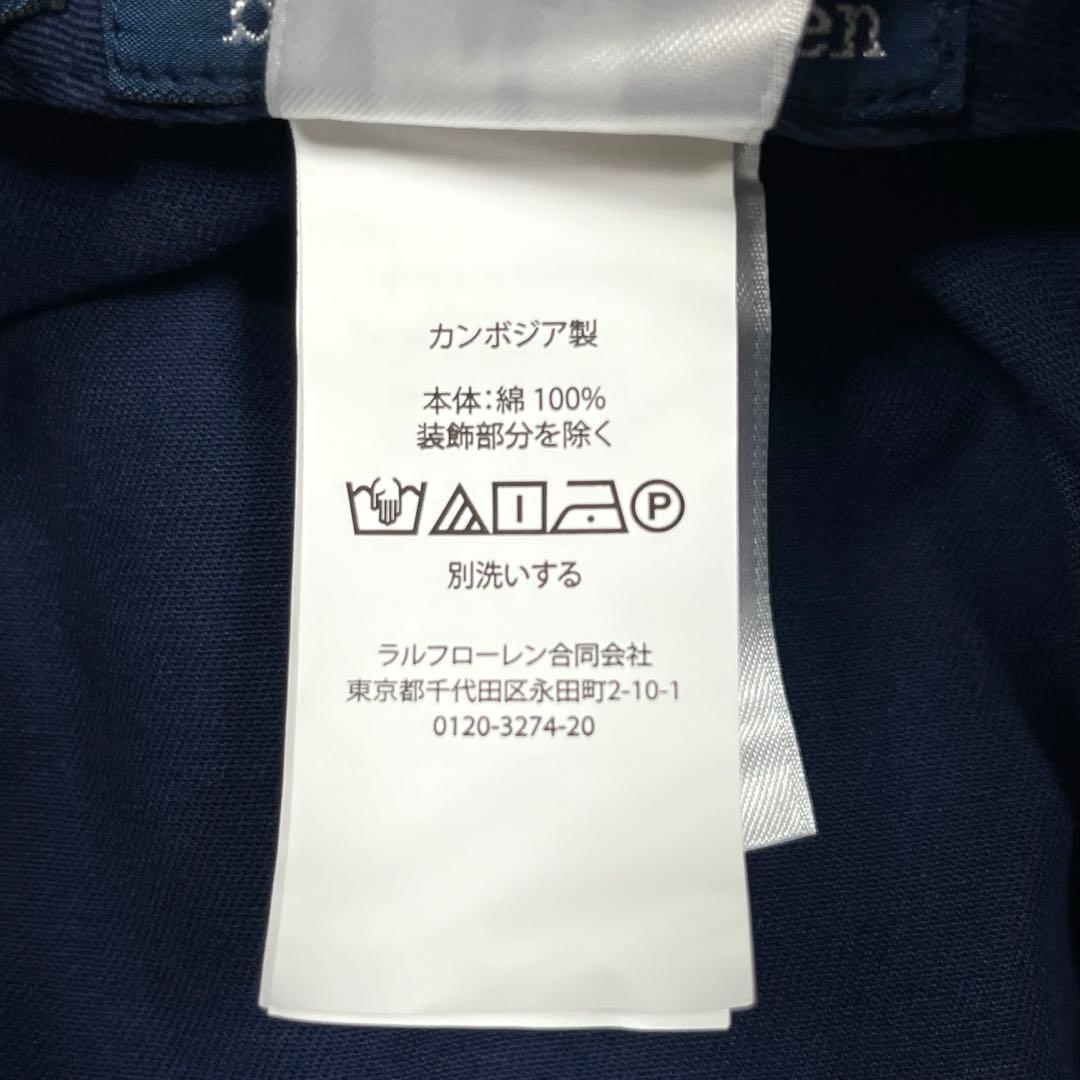 カンボジア製
本体：綿 100%
装飾部分を除く
P
別洗いする
ラルフローレン合同会社
東京都千代田区永田町2-10-1
0120-3274-20